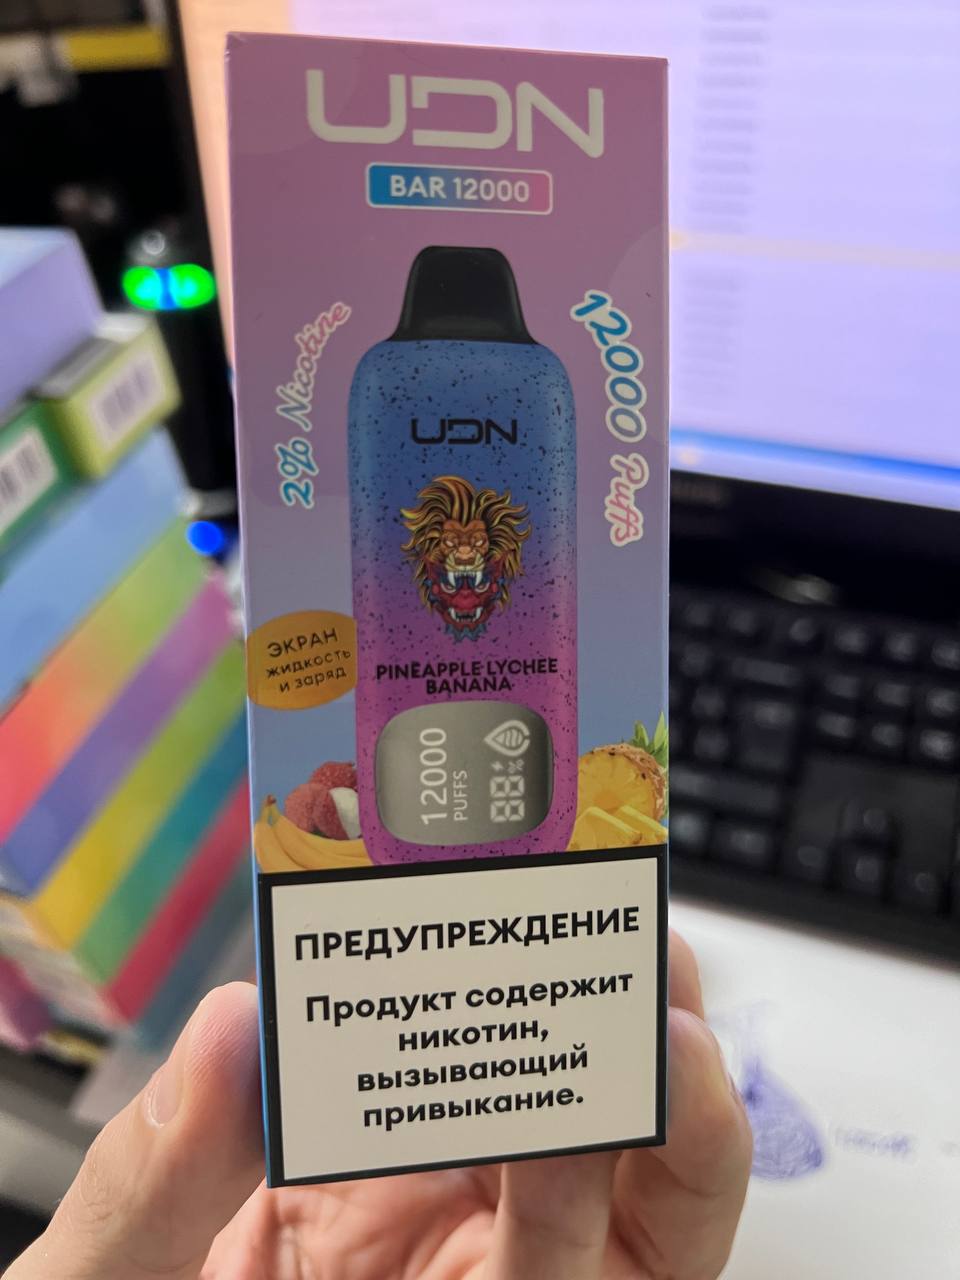 UDN
BAR 12000
2% Nicotine
12000 Puffs
UDN
ЭКРАН
жидкость
и заряд
PINEAPPLE LYCHEE
BANANA
12000
PUFFS
88%
ПРЕДУПРЕЖДЕНИЕ
Продукт содержит
никотин,
вызывающий
привыкание.